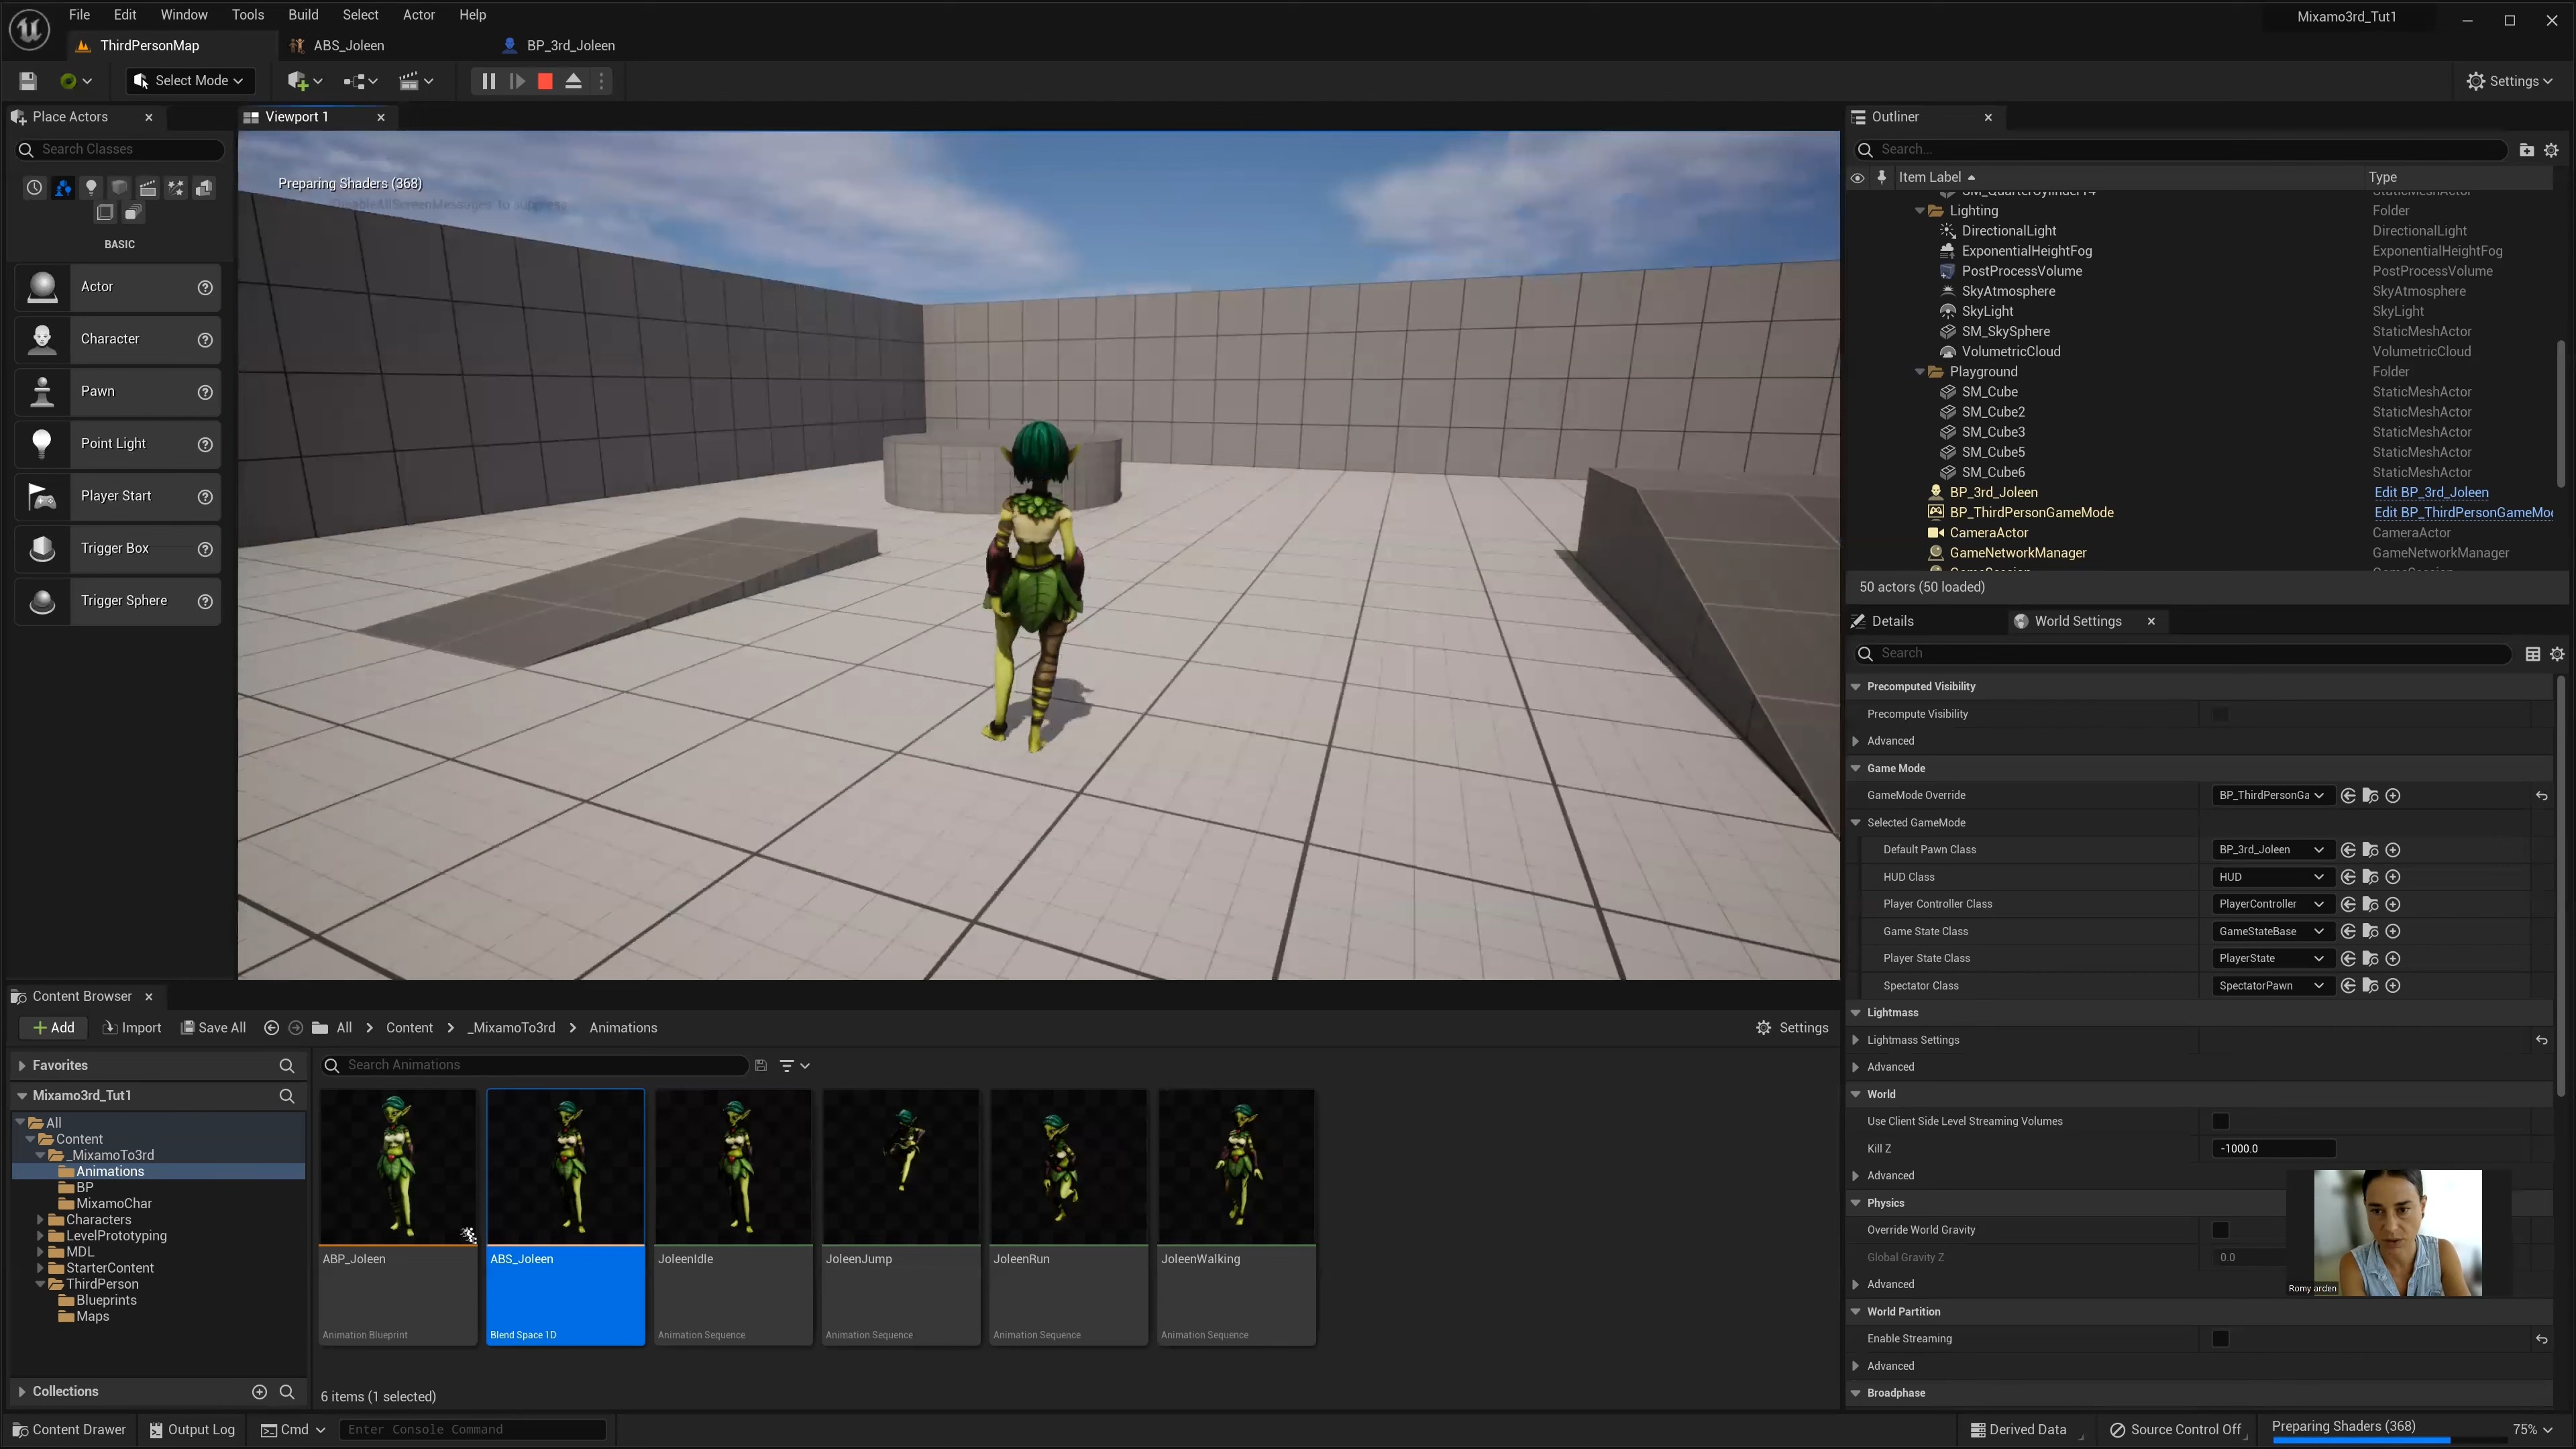 File Edit Window Tools Build Select Actor Help
Mixamo3rd_Tut1
ThirdPersonMap
ABS_Joleen
BP_3rd_Joleen
Select Mode
Settings
Place Actors
Viewport 1
Outliner
Search Classes
Search...
Item Label
Type
BASIC
Preparing Shaders (368)
DisableAllScreenMessages to suppress
StaticMeshActor
Lighting Folder
DirectionalLight DirectionalLight
ExponentialHeightFog ExponentialHeightFog
PostProcessVolume PostProcessVolume
SkyAtmosphere SkyAtmosphere
SkyLight SkyLight
SM_SkySphere StaticMeshActor
VolumetricCloud VolumetricCloud
Playground Folder
SM_Cube StaticMeshActor
SM_Cube2 StaticMeshActor
SM_Cube3 StaticMeshActor
SM_Cube5 StaticMeshActor
SM_Cube6 StaticMeshActor
BP_3rd_Joleen Edit BP_3rd_Joleen
BP_ThirdPersonGameMode Edit BP_ThirdPersonGameMo
CameraActor CameraActor
GameNetworkManager GameNetworkManager
50 actors (50 loaded)
Actor
Character
Pawn
Point Light
Player Start
Trigger Box
Trigger Sphere
Details
World Settings
Search
Precomputed Visibility
Precompute Visibility
Advanced
Game Mode
GameMode Override BP_ThirdPersonGa
Selected GameMode
Default Pawn Class BP_3rd_Joleen
HUD Class HUD
Player Controller Class PlayerController
Game State Class GameStateBase
Player State Class PlayerState
Spectator Class SpectatorPawn
Lightmass
Lightmass Settings
Advanced
World
Use Client Side Level Streaming Volumes
Kill Z -1000.0
Advanced
Physics
Override World Gravity
Global Gravity Z 0.0
Advanced
World Partition
Enable Streaming
Advanced
Broadphase
Romy arden
Content Browser
Add Import Save All All Content _MixamoTo3rd Animations
Settings
Favorites
Search Animations
Mixamo3rd_Tut1
All
Content
_MixamoTo3rd
Animations
BP
MixamoChar
Characters
LevelPrototyping
MDL
StarterContent
ThirdPerson
Blueprints
Maps
Collections
ABP_Joleen
Animation Blueprint
ABS_Joleen
Blend Space 1D
JoleenIdle
Animation Sequence
JoleenJump
Animation Sequence
JoleenRun
Animation Sequence
JoleenWalking
Animation Sequence
6 items (1 selected)
Content Drawer
Output Log
Cmd
Enter Console Command
Derived Data
Source Control Off
Preparing Shaders (368)
75%